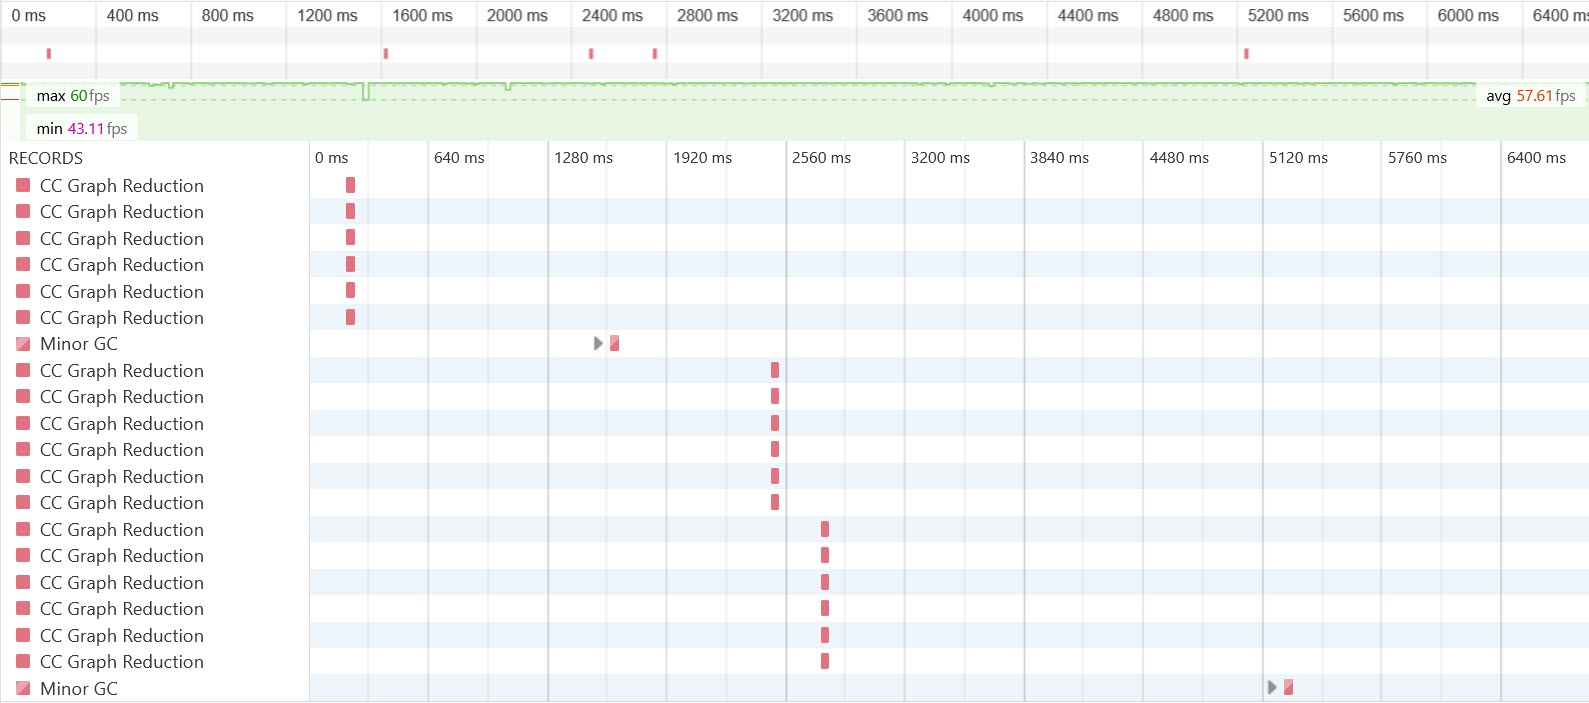 0 ms 400 ms 800 ms 1200 ms 1600 ms 2000 ms 2400 ms 2800 ms 3200 ms 3600 ms 4000 ms 4400 ms 4800 ms 5200 ms 5600 ms 6000 ms 6400 ms
max 60 fps avg 57.61 fps
min 43.11 fps
RECORDS 0 ms 640 ms 1280 ms 1920 ms 2560 ms 3200 ms 3840 ms 4480 ms 5120 ms 5760 ms 6400 ms
CC Graph Reduction
CC Graph Reduction
CC Graph Reduction
CC Graph Reduction
CC Graph Reduction
CC Graph Reduction
Minor GC
CC Graph Reduction
CC Graph Reduction
CC Graph Reduction
CC Graph Reduction
CC Graph Reduction
CC Graph Reduction
CC Graph Reduction
CC Graph Reduction
CC Graph Reduction
CC Graph Reduction
CC Graph Reduction
CC Graph Reduction
Minor GC